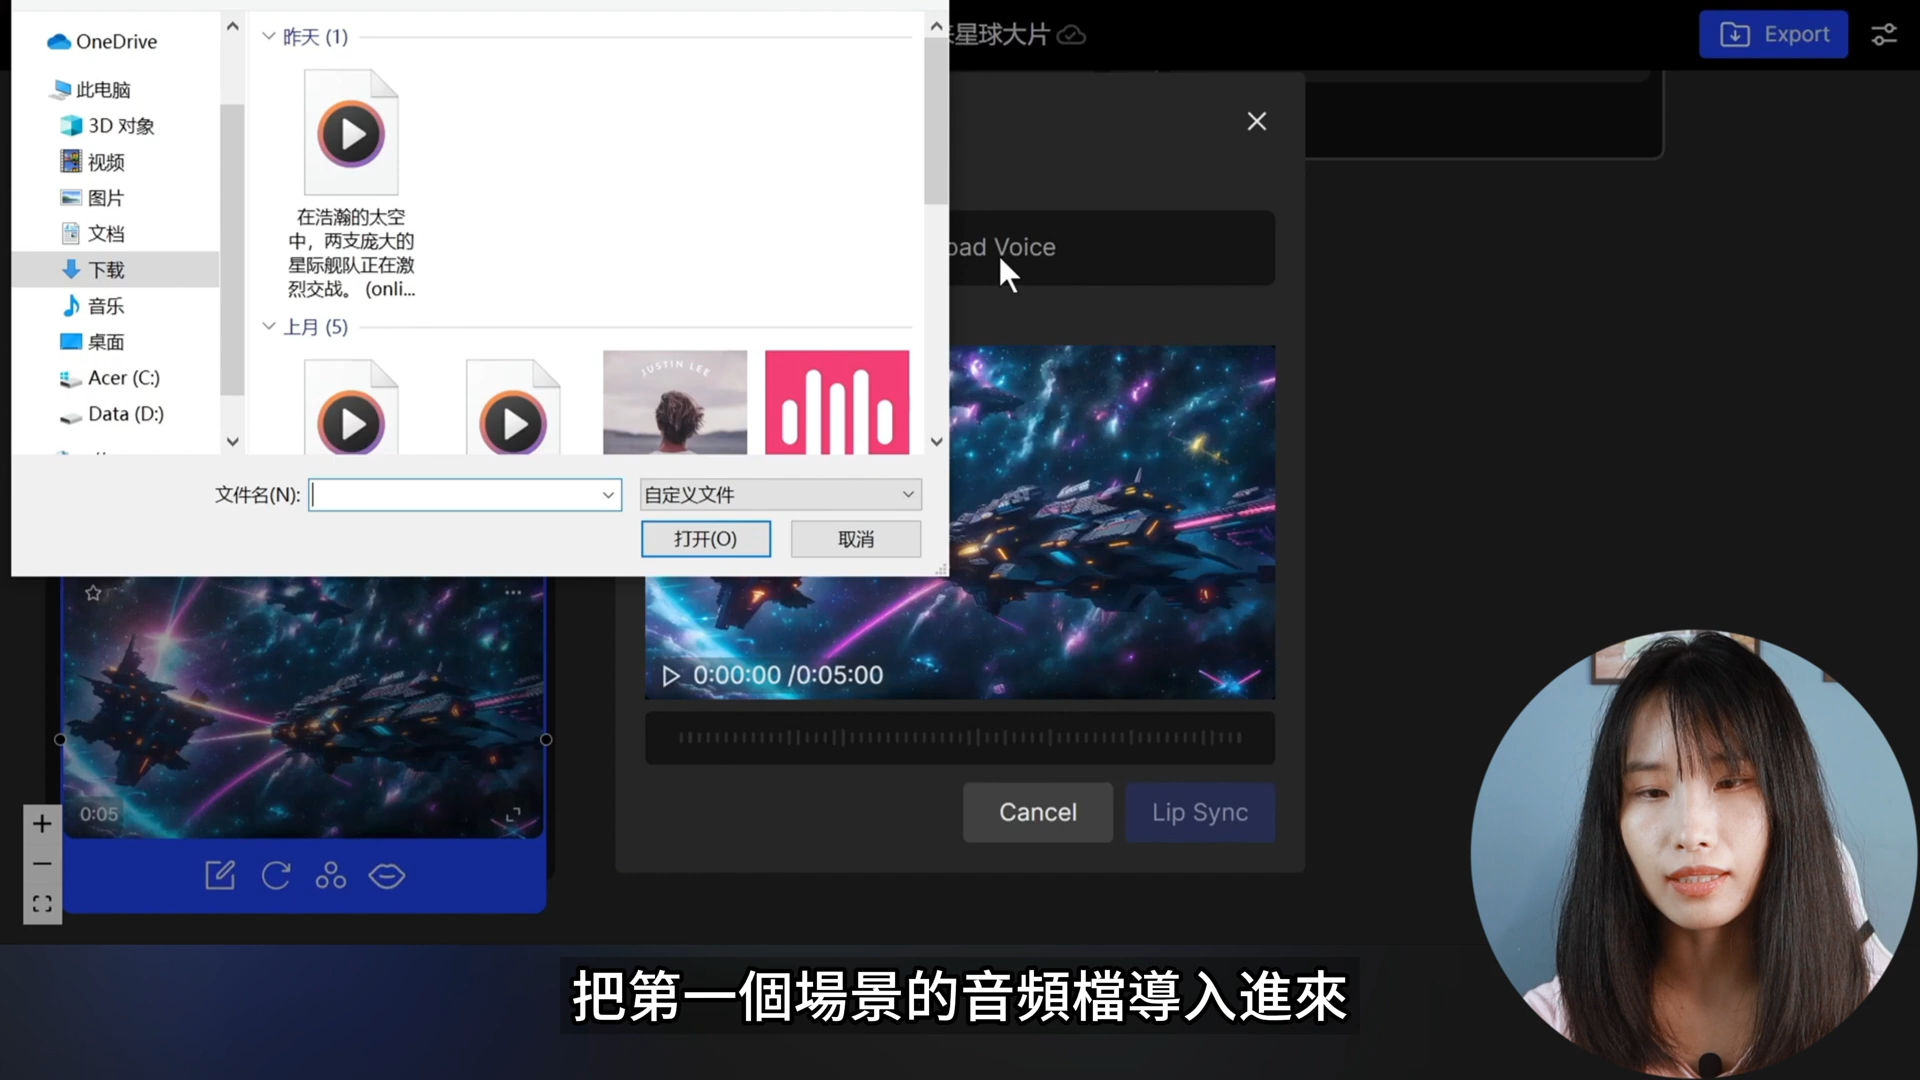 OneDrive
此电脑
3D 对象
视频
图片
文档
下载
音乐
桌面
Acer (C:)
Data (D:)
昨天 (1)
在浩瀚的太空
中，两支庞大的
星际舰队正在激
烈交战。 (onli...
上月 (5)
JUSTIN LEE
文件名(N):
自定义文件
打开(O)
取消
星球大片
Export
oad Voice
0:00:00 /0:05:00
Cancel
Lip Sync
0:05
把第一個場景的音頻檔導入進來